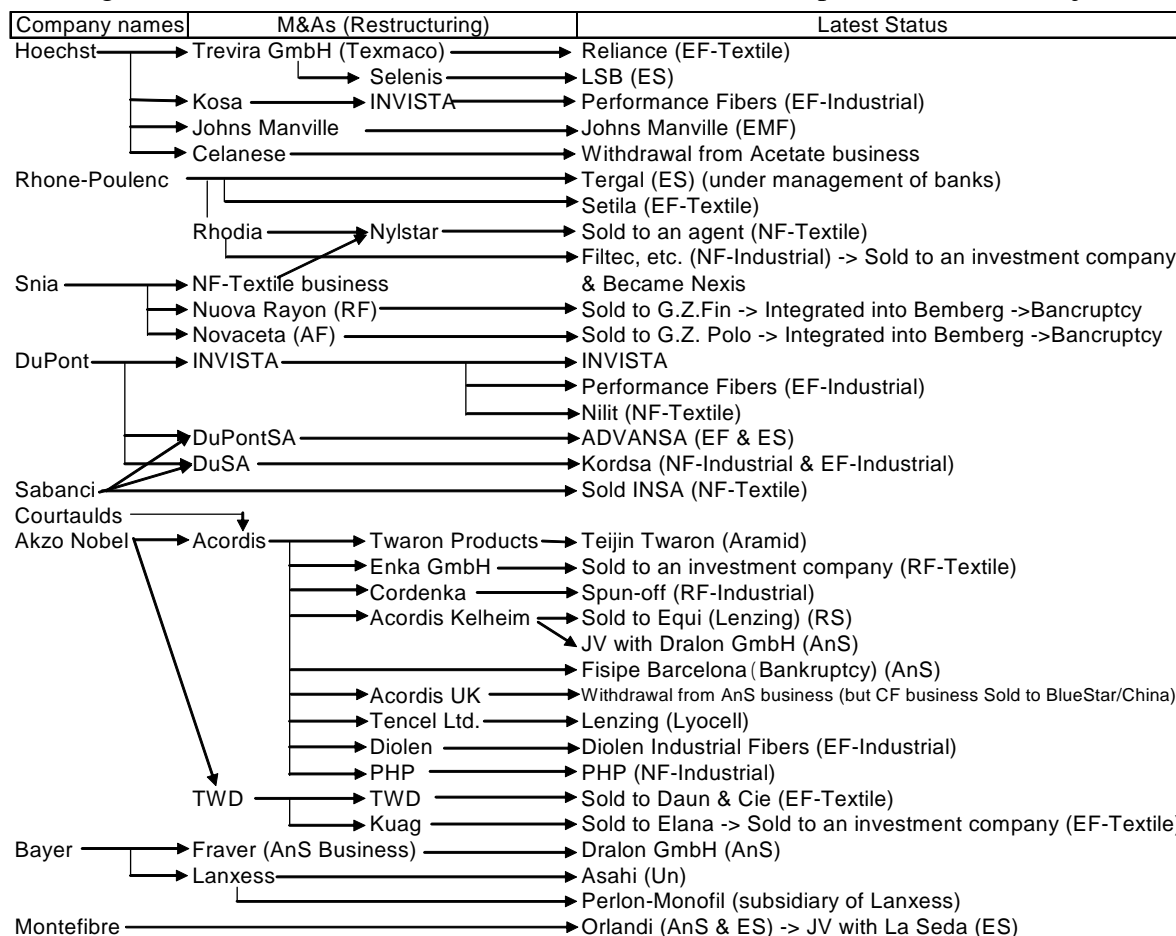 Company names M&As (Restructuring) Latest Status
Hoechst Trevira GmbH (Texmaco) Reliance (EF-Textile)
Selenis LSB (ES)
Kosa INVISTA Performance Fibers (EF-Industrial)
Johns Manville Johns Manville (EMF)
Celanese Withdrawal from Acetate business
Rhone-Poulenc Tergal (ES) (under management of banks)
Setila (EF-Textile)
Rhodia Nylstar Sold to an agent (NF-Textile)
Filtec, etc. (NF-Industrial) -> Sold to an investment company
Snia NF-Textile business & Became Nexis
Nuova Rayon (RF) Sold to G.Z.Fin -> Integrated into Bemberg ->Bancruptcy
Novaceta (AF) Sold to G.Z. Polo -> Integrated into Bemberg ->Bancruptcy
DuPont INVISTA INVISTA
Performance Fibers (EF-Industrial)
Nilit (NF-Textile)
DuPontSA ADVANSA (EF & ES)
DuSA Kordsa (NF-Industrial & EF-Industrial)
Sabanci Sold INSA (NF-Textile)
Courtaulds
Akzo Nobel Acordis Twaron Products Teijin Twaron (Aramid)
Enka GmbH Sold to an investment company (RF-Textile)
Cordenka Spun-off (RF-Industrial)
Acordis Kelheim Sold to Equi (Lenzing) (RS)
JV with Dralon GmbH (AnS)
Fisipe Barcelona (Bankruptcy) (AnS)
Acordis UK Withdrawal from AnS business (but CF business Sold to BlueStar/China)
Tencel Ltd. Lenzing (Lyocell)
Diolen Diolen Industrial Fibers (EF-Industrial)
PHP PHP (NF-Industrial)
TWD TWD Sold to Daun & Cie (EF-Textile)
Kuag Sold to Elana -> Sold to an investment company (EF-Textile)
Bayer Fraver (AnS Business) Dralon GmbH (AnS)
Lanxess Asahi (Un)
Perlon-Monofil (subsidiary of Lanxess)
Montefibre Orlandi (AnS & ES) -> JV with La Seda (ES)